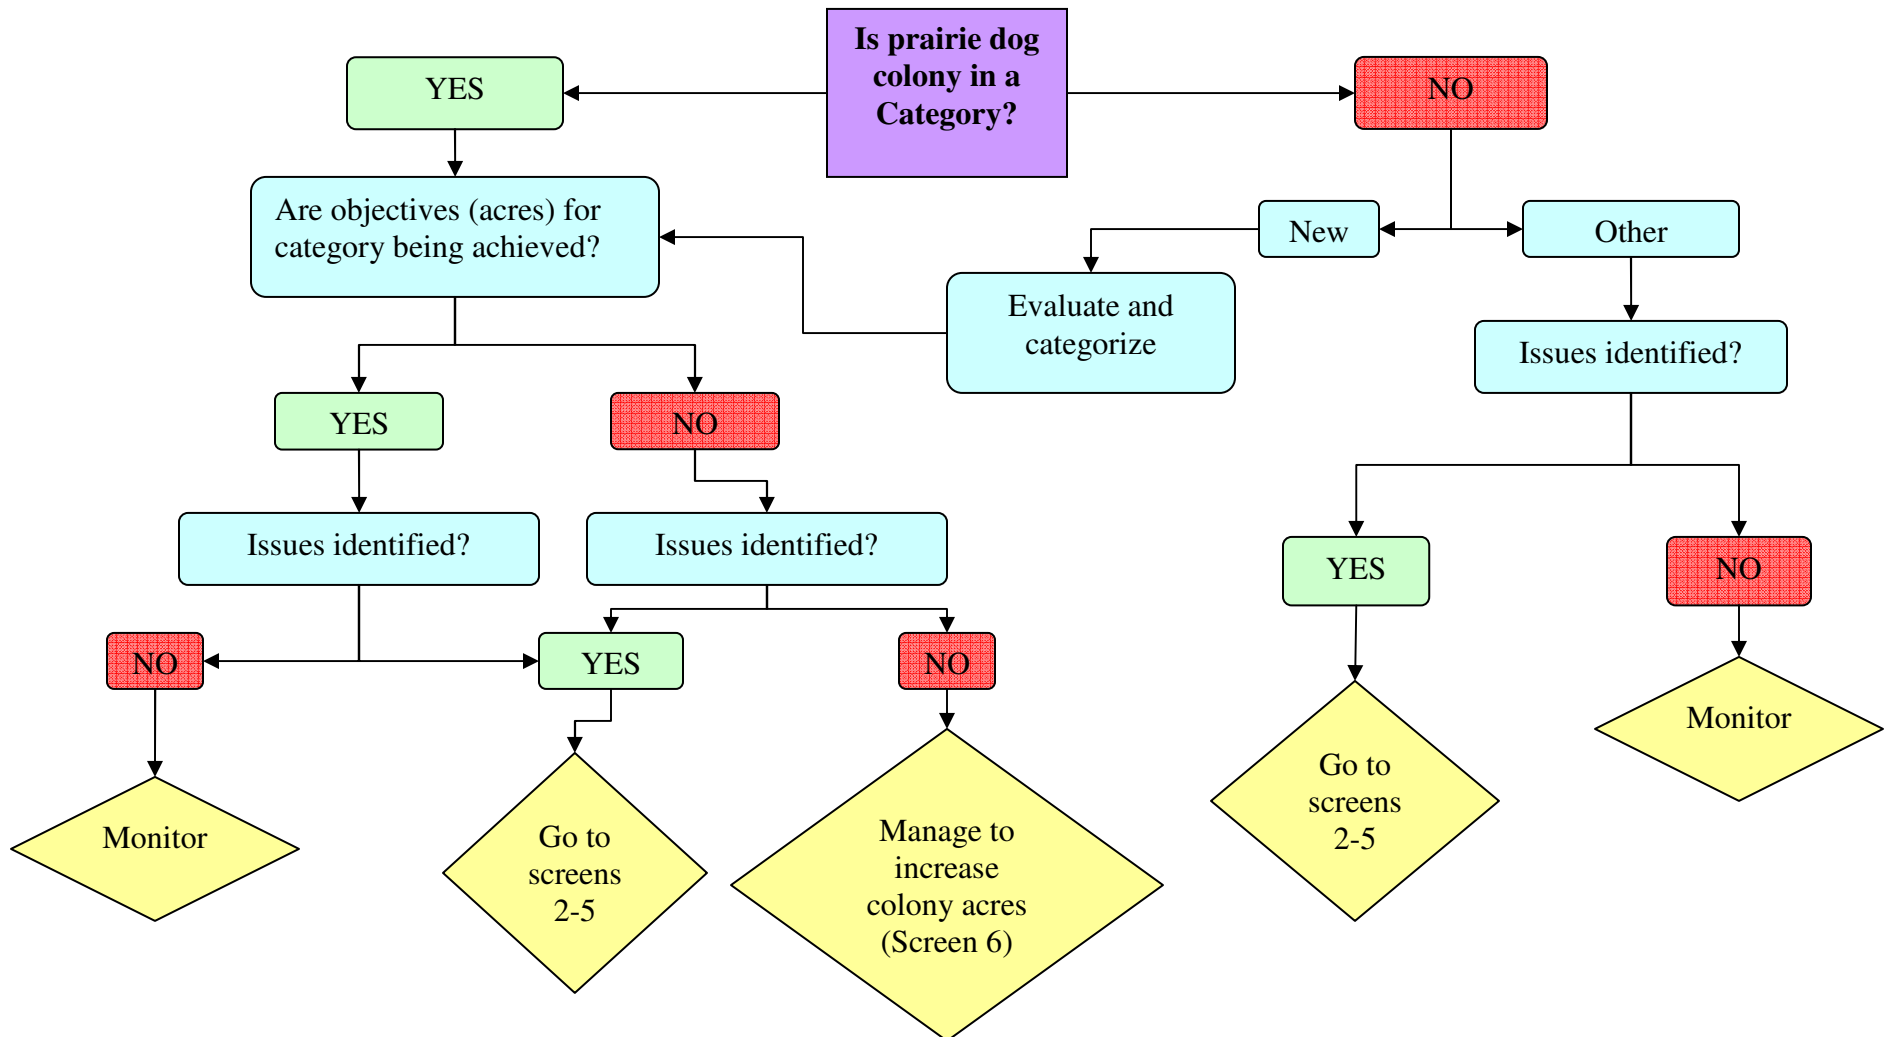 Is prairie dog
colony in a
Category?
YES
NO
Are objectives (acres) for
category being achieved?
New
Other
Evaluate and
categorize
Issues identified?
YES
NO
Issues identified?
Issues identified?
YES
NO
NO
YES
NO
Monitor
Go to
screens
2-5
Manage to
increase
colony acres
(Screen 6)
Go to
screens
2-5
Monitor